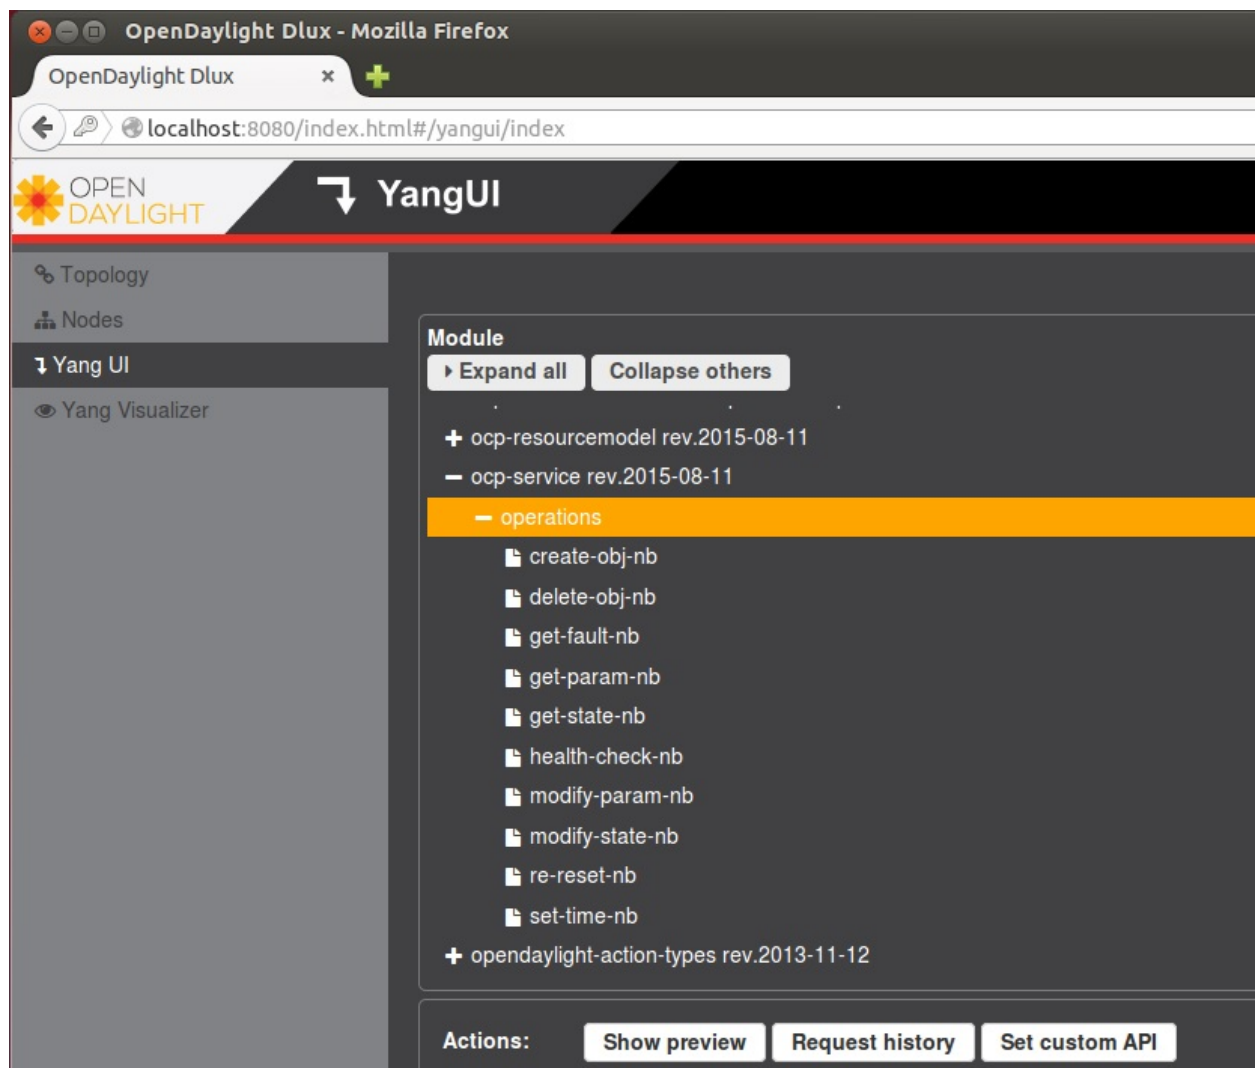 OpenDaylight Dlux - Mozilla Firefox
OpenDaylight Dlux
localhost:8080/index.html#/yangui/index
OPEN
DAYLIGHT
YangUI
Topology
Nodes
Yang UI
Yang Visualizer
Module
Expand all Collapse others
ocp-resourcemodel rev.2015-08-11
ocp-service rev.2015-08-11
operations
create-obj-nb
delete-obj-nb
get-fault-nb
get-param-nb
get-state-nb
health-check-nb
modify-param-nb
modify-state-nb
re-reset-nb
set-time-nb
opendaylight-action-types rev.2013-11-12
Actions: Show preview Request history Set custom API